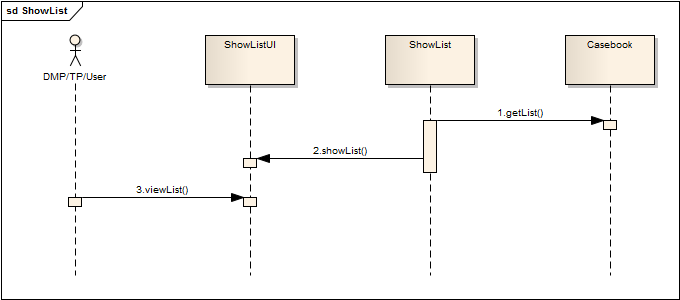 sd ShowList
ShowListUI
ShowList
Casebook
DMP/TP/User
1.getList()
2.showList()
3.viewList()